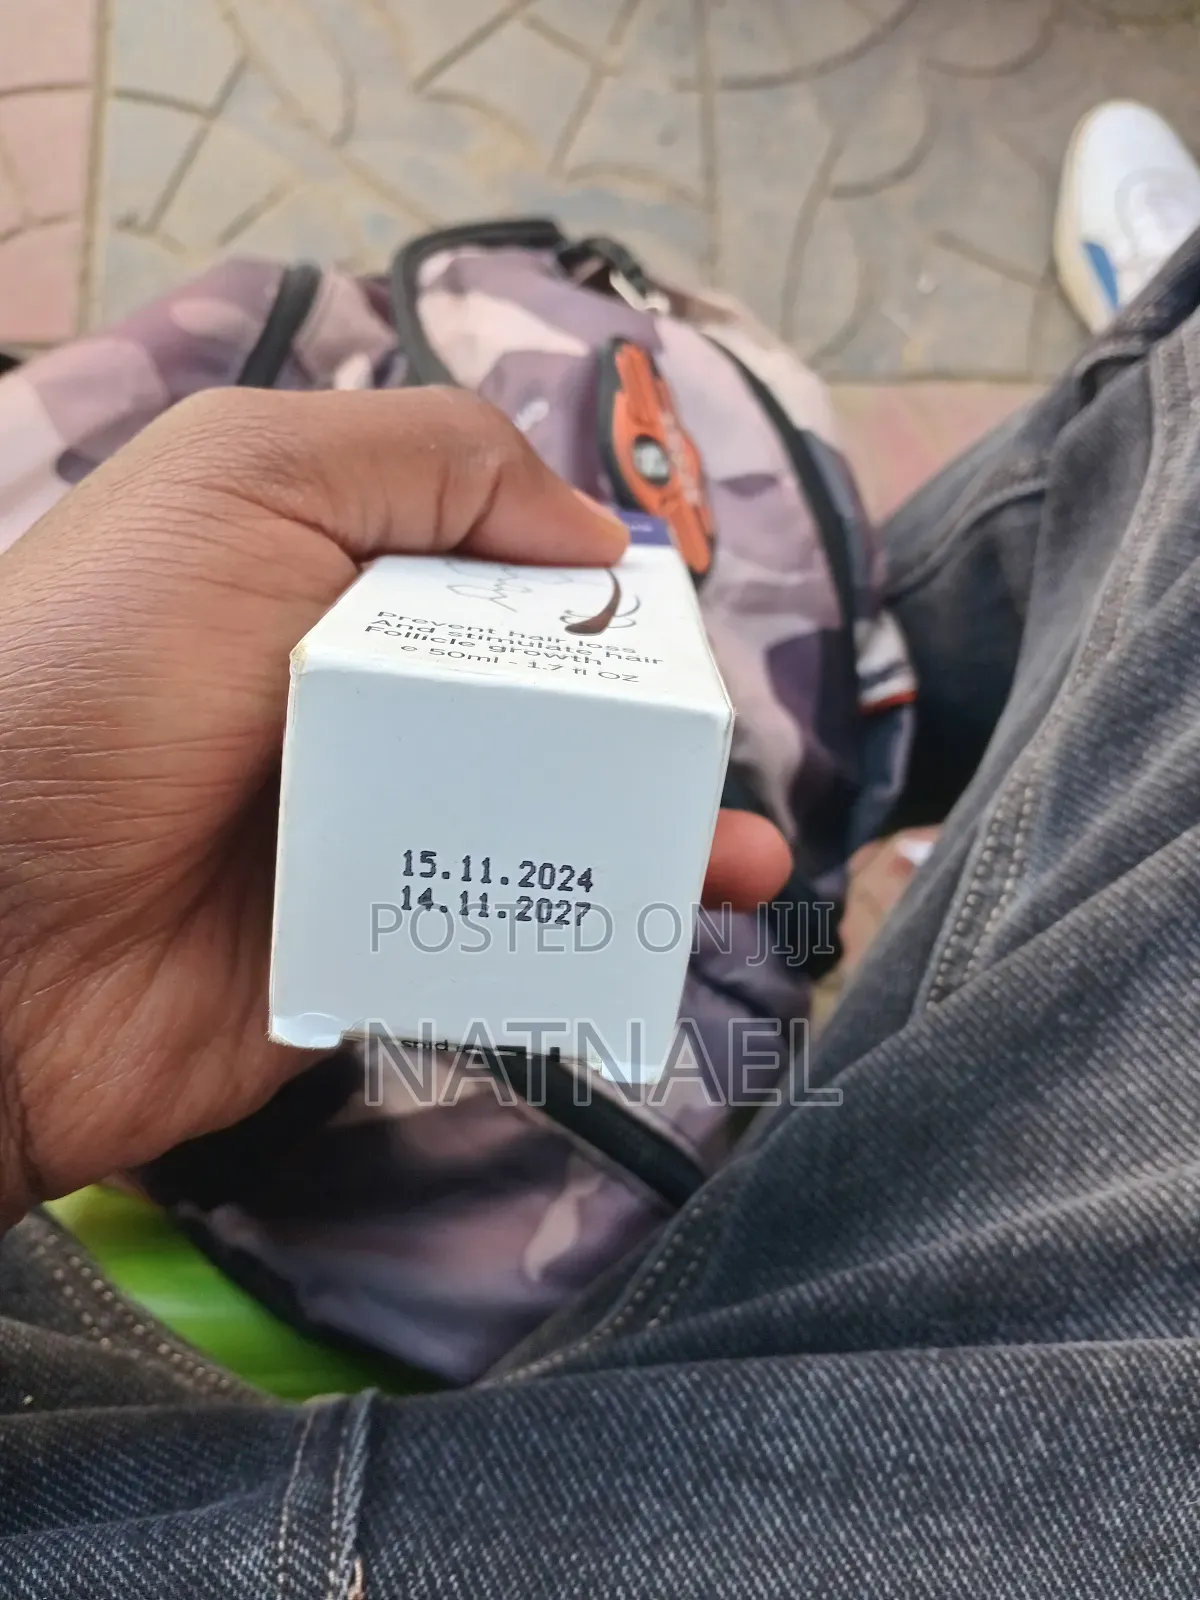 Prevent hair loss
And stimulate hair
Follicle growth
e 50ml - 1.7 fl OZ
15.11.2024
14.11.2027
POSTED ON JIJI
NATNAEL